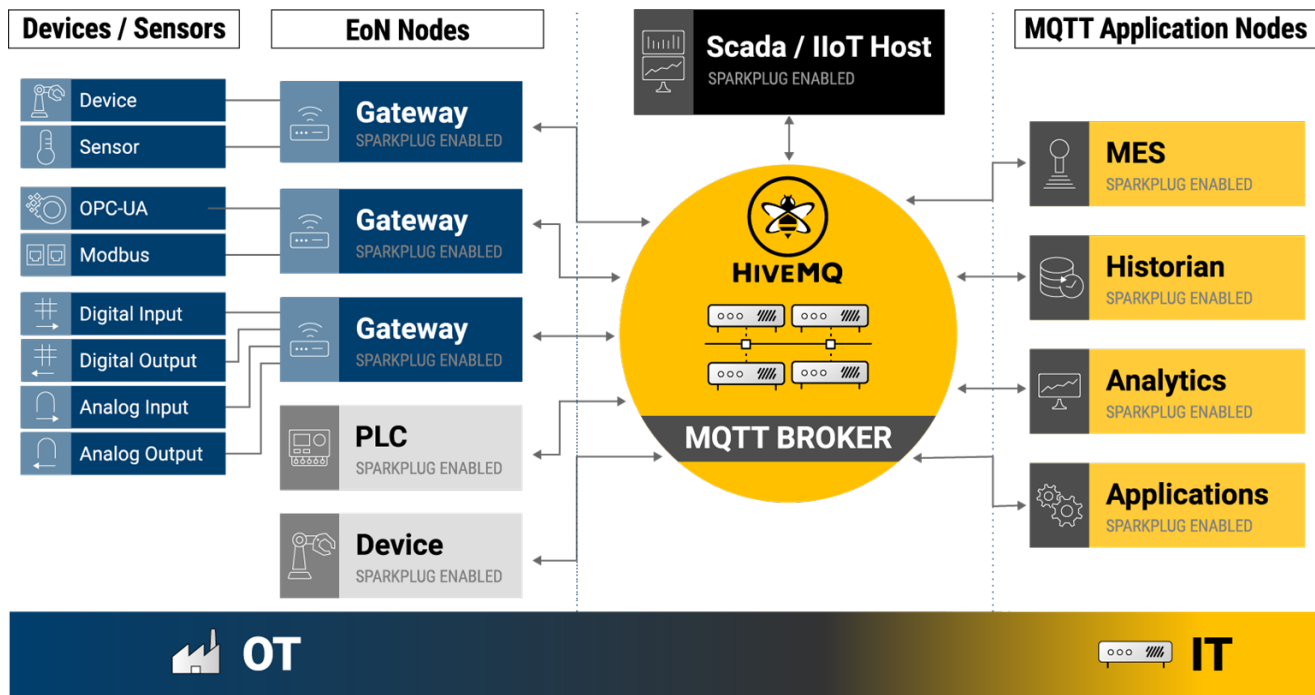 Devices / Sensors
EoN Nodes
MQTT Application Nodes
Scada / IIoT Host
SPARKPLUG ENABLED
Device
Sensor
Gateway
SPARKPLUG ENABLED
OPC-UA
Modbus
Gateway
SPARKPLUG ENABLED
Digital Input
Digital Output
Analog Input
Analog Output
Gateway
SPARKPLUG ENABLED
PLC
SPARKPLUG ENABLED
Device
SPARKPLUG ENABLED
HIVEMQ
MQTT BROKER
MES
SPARKPLUG ENABLED
Historian
SPARKPLUG ENABLED
Analytics
SPARKPLUG ENABLED
Applications
SPARKPLUG ENABLED
OT
IT